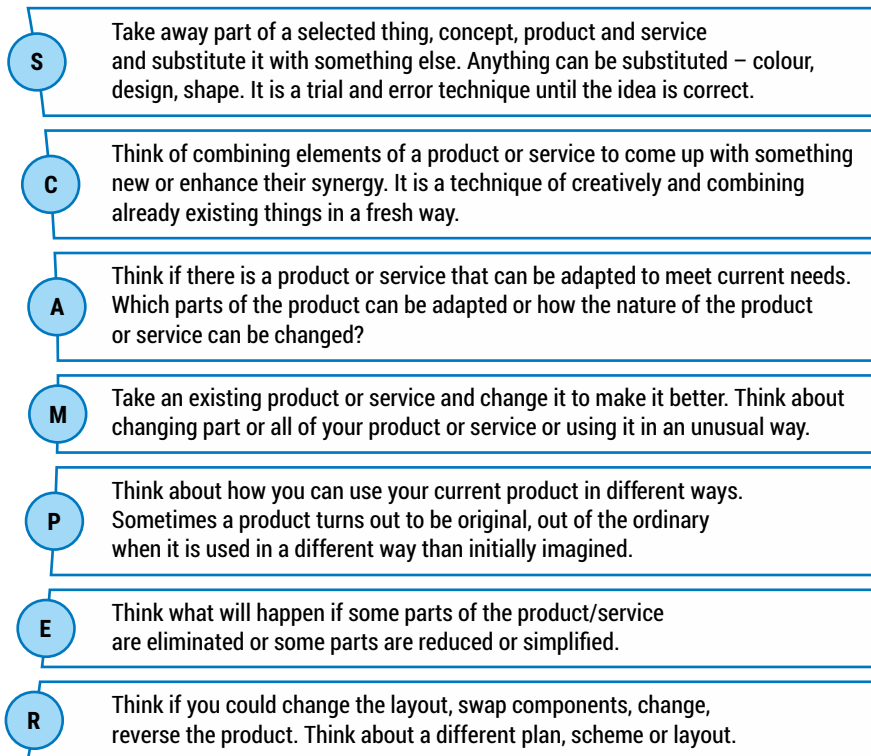 S
Take away part of a selected thing, concept, product and service
and substitute it with something else. Anything can be substituted – colour,
design, shape. It is a trial and error technique until the idea is correct.
C
Think of combining elements of a product or service to come up with something
new or enhance their synergy. It is a technique of creatively and combining
already existing things in a fresh way.
A
Think if there is a product or service that can be adapted to meet current needs.
Which parts of the product can be adapted or how the nature of the product
or service can be changed?
M
Take an existing product or service and change it to make it better. Think about
changing part or all of your product or service or using it in an unusual way.
P
Think about how you can use your current product in different ways.
Sometimes a product turns out to be original, out of the ordinary
when it is used in a different way than initially imagined.
E
Think what will happen if some parts of the product/service
are eliminated or some parts are reduced or simplified.
R
Think if you could change the layout, swap components, change,
reverse the product. Think about a different plan, scheme or layout.